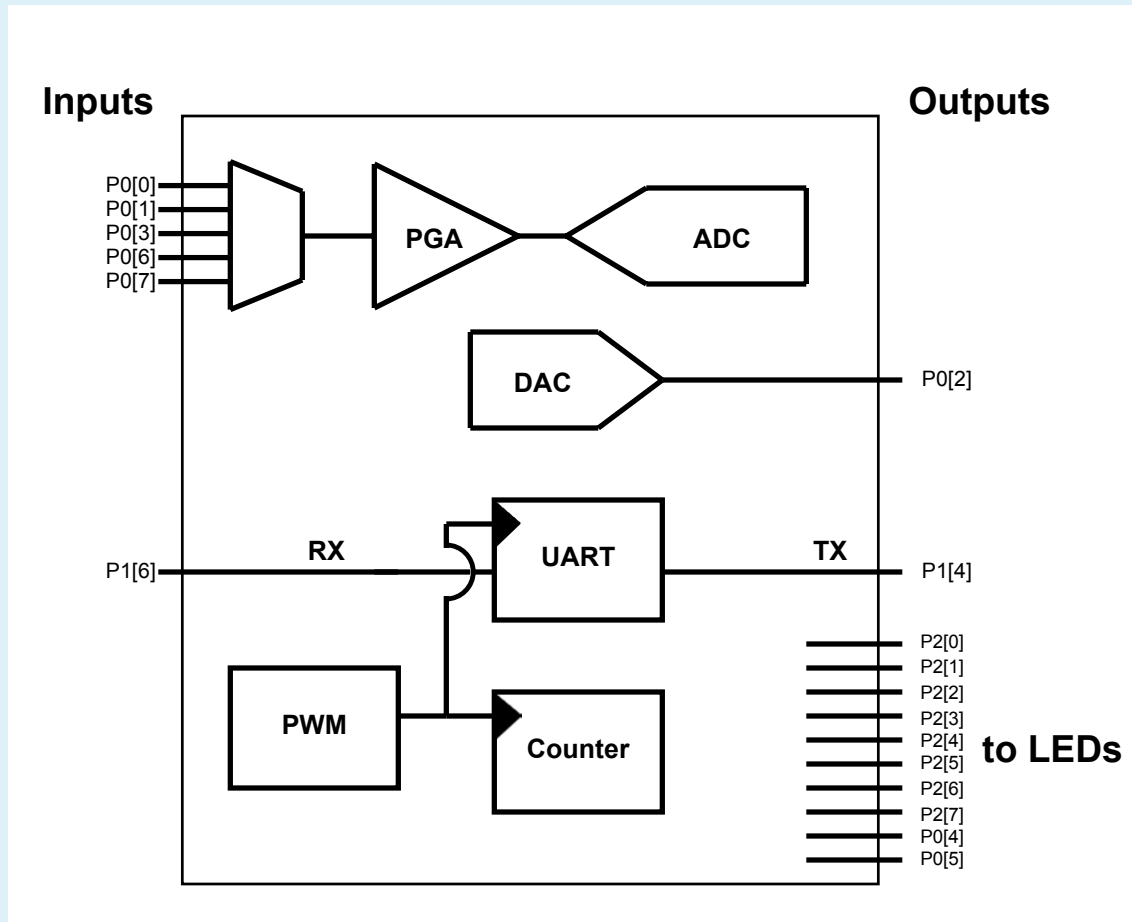 Inputs
Outputs
P0[0]
P0[1]
P0[3]
P0[6]
P0[7]
PGA
ADC
DAC
P0[2]
RX
UART
TX
P1[6]
P1[4]
PWM
Counter
P2[0]
P2[1]
P2[2]
P2[3]
P2[4]
P2[5]
P2[6]
P2[7]
P0[4]
P0[5]
to LEDs